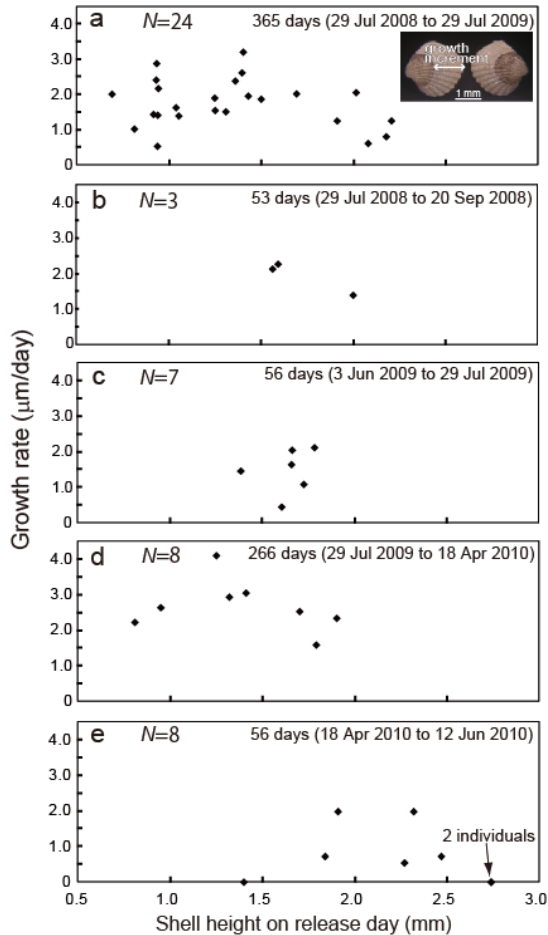 Growth rate (μm/day)
a
N=24
365 days (29 Jul 2008 to 29 Jul 2009)
growth
increment
1 mm
4.0
3.0
2.0
1.0
0
b
N=3
53 days (29 Jul 2008 to 20 Sep 2008)
4.0
3.0
2.0
1.0
0
c
N=7
56 days (3 Jun 2009 to 29 Jul 2009)
4.0
3.0
2.0
1.0
0
d
N=8
266 days (29 Jul 2009 to 18 Apr 2010)
4.0
3.0
2.0
1.0
0
e
N=8
56 days (18 Apr 2010 to 12 Jun 2010)
4.0
3.0
2.0
1.0
0
2 individuals
0.5 1.0 1.5 2.0 2.5 3.0
Shell height on release day (mm)